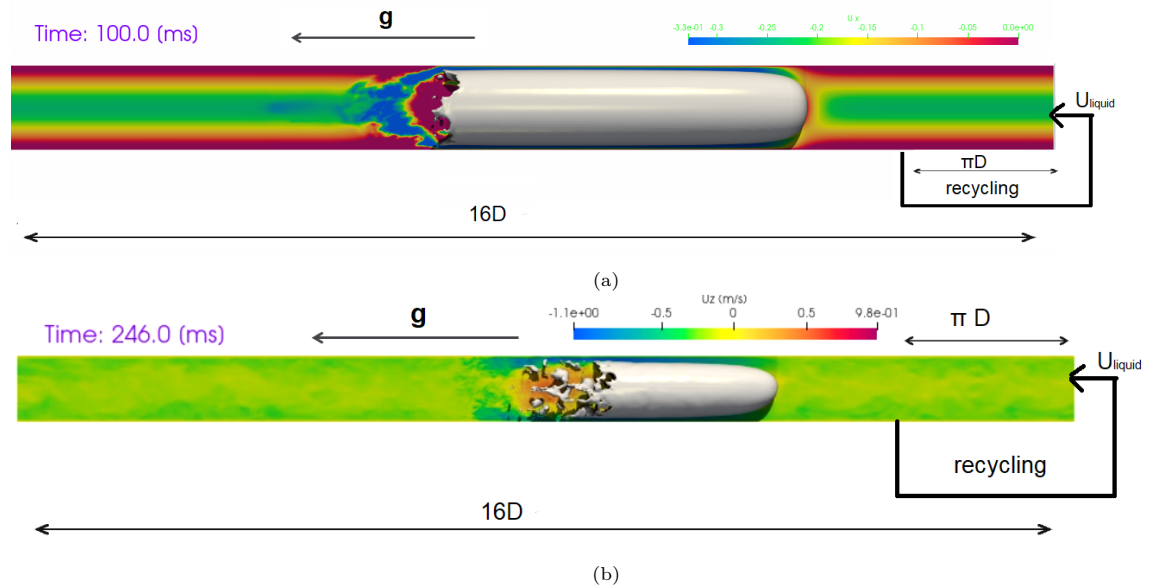 g
Time: 100.0 (ms)
U x
-3.3e-01 -0.25 -0.2 -0.15 -0.1 -0.05 0.0e+00
Uliquid
πD
recycling
16D
(a)
g
Time: 246.0 (ms)
Uz (m/s)
-1.1e+00 -0.5 0 0.5 9.8e-01
π D
Uliquid
recycling
16D
(b)